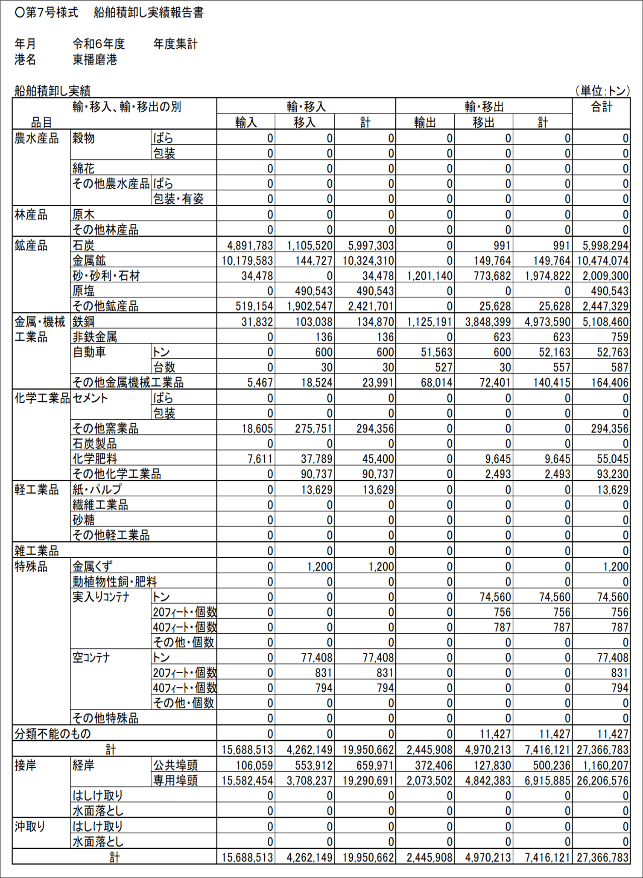 〇第７号様式　船舶積卸し実績報告書
年月　令和６年度　年度集計
港名　東播磨港
船舶積卸し実績　（単位：トン）
輸・移入、輸・移出の別　輸・移入　輸・移出　合計
品目　輸入　移入　計　輸出　移出　計
農水産品　穀物　ばら　0　0　0　0　0　0　0
包装　0　0　0　0　0　0　0
綿花　0　0　0　0　0　0　0
その他農水産品　ばら　0　0　0　0　0　0　0
包装・有姿　0　0　0　0　0　0　0
林産品　原木　0　0　0　0　0　0　0
その他林産品　0　0　0　0　0　0　0
鉱産品　石炭　4,891,783　1,105,520　5,997,303　0　991　991　5,998,294
金属鉱　10,179,583　144,727　10,324,310　0　149,764　149,764　10,474,074
砂・砂利・石材　34,478　0　34,478　1,201,140　773,682　1,974,822　2,009,300
原塩　0　490,543　490,543　0　0　0　490,543
その他鉱産品　519,154　1,902,547　2,421,701　0　25,628　25,628　2,447,329
金属・機械　鉄鋼　31,832　103,038　134,870　1,125,191　3,848,399　4,973,590　5,108,460
工業品　非鉄金属　0　136　136　0　623　623　759
自動車　トン　0　600　600　51,563　600　52,163　52,763
台数　0　30　30　527　30　557　587
その他金属機械工業品　5,467　18,524　23,991　68,014　72,401　140,415　164,406
化学工業品　セメント　ばら　0　0　0　0　0　0　0
包装　0　0　0　0　0　0　0
その他窯業品　18,605　275,751　294,356　0　0　0　294,356
石炭製品　0　0　0　0　0　0　0
化学肥料　7,611　37,789　45,400　0　9,645　9,645　55,045
その他化学工業品　0　90,737　90,737　0　2,493　2,493　93,230
軽工業品　紙・パルプ　0　13,629　13,629　0　0　0　13,629
繊維工業品　0　0　0　0　0　0　0
砂糖　0　0　0　0　0　0　0
その他軽工業品　0　0　0　0　0　0　0
雑工業品　0　0　0　0　0　0　0
特殊品　金属くず　0　1,200　1,200　0　0　0　1,200
動植物性飼・肥料　0　0　0　0　0　0　0
実入りコンテナ　トン　0　0　0　0　74,560　74,560　74,560
20フィート・個数　0　0　0　0　756　756　756
40フィート・個数　0　0　0　0　787　787　787
その他・個数　0　0　0　0　0　0　0
空コンテナ　トン　0　77,408　77,408　0　0　0　77,408
20フィート・個数　0　831　831　0　0　0　831
40フィート・個数　0　794　794　0　0　0　794
その他・個数　0　0　0　0　0　0　0
その他特殊品　0　0　0　0　0　0　0
分類不能のもの　0　0　0　0　11,427　11,427　11,427
計　15,688,513　4,262,149　19,950,662　2,445,908　4,970,213　7,416,121　27,366,783
接岸　経岸　公共埠頭　106,059　553,912　659,971　372,406　127,830　500,236　1,160,207
専用埠頭　15,582,454　3,708,237　19,290,691　2,073,502　4,842,383　6,915,885　26,206,576
はしけ取り　0　0　0　0　0　0　0
水面落とし　0　0　0　0　0　0　0
沖取り　はしけ取り　0　0　0　0　0　0　0
水面落とし　0　0　0　0　0　0　0
計　15,688,513　4,262,149　19,950,662　2,445,908　4,970,213　7,416,121　27,366,783